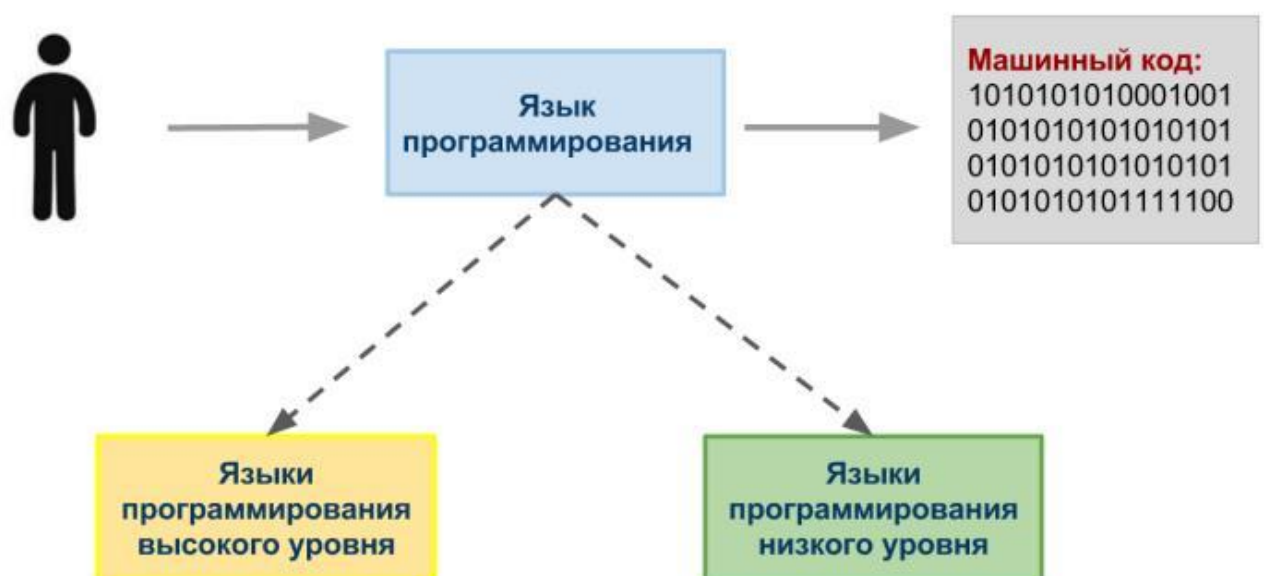 Язык
программирования
Машинный код:
1010101010001001
0101010101010101
0101010101010101
0101010101111100
Языки
программирования
высокого уровня
Языки
программирования
низкого уровня